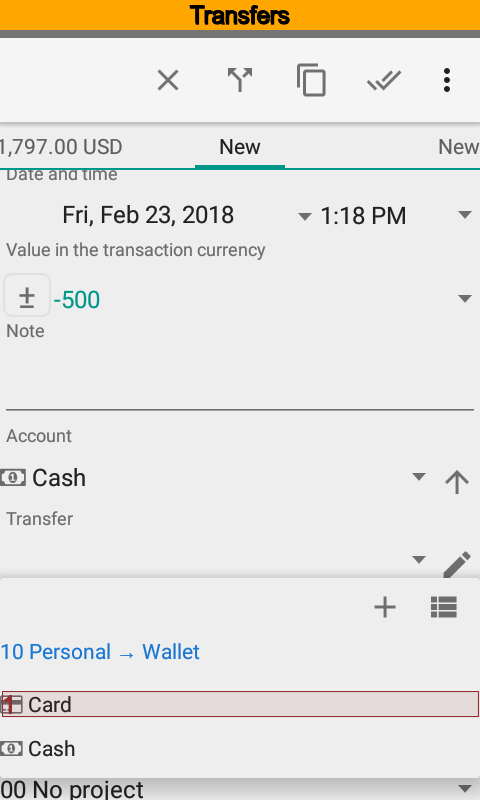 Transfers
1,797.00 USD
New
New
Date and time
Fri, Feb 23, 2018
1:18 PM
Value in the transaction currency
± -500
Note
Account
Cash
Transfer
10 Personal → Wallet
1 Card
Cash
00 No project